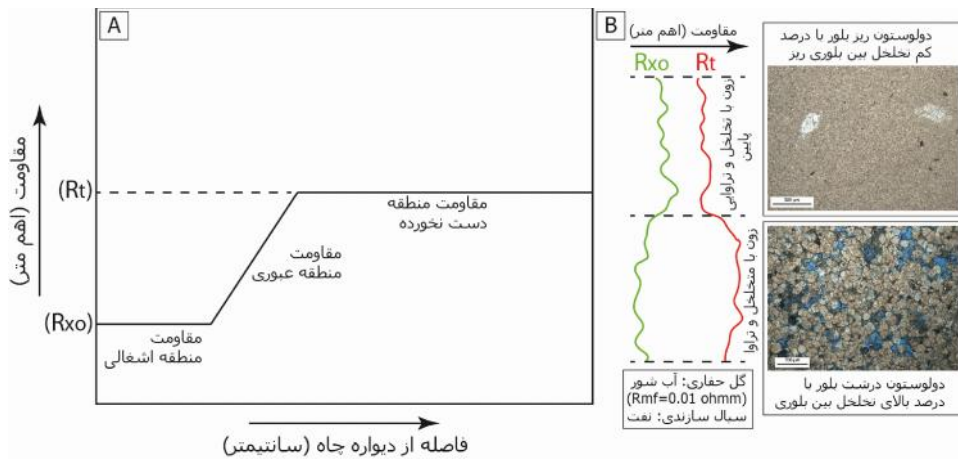 A
مقاومت (اهم متر)
(Rt)
(Rxo)
مقاومت منطقه
دست نخورده
مقاومت
منطقه عبوری
مقاومت
منطقه اشغالی
فاصله از دیواره چاه (سانتیمتر)
B
مقاومت (اهم متر)
Rxo
Rt
زون با تخلخل و تراوایی
پایین
زون با متخلخل و تراوا
گل حفاری: آب شور
(Rmf=0.01 ohmm)
سیال سازندی: نفت
دولوستون ریز بلور با درصد
کم تخلخل بین بلوری ریز
دولوستون درشت بلور با
درصد بالای تخلخل بین بلوری